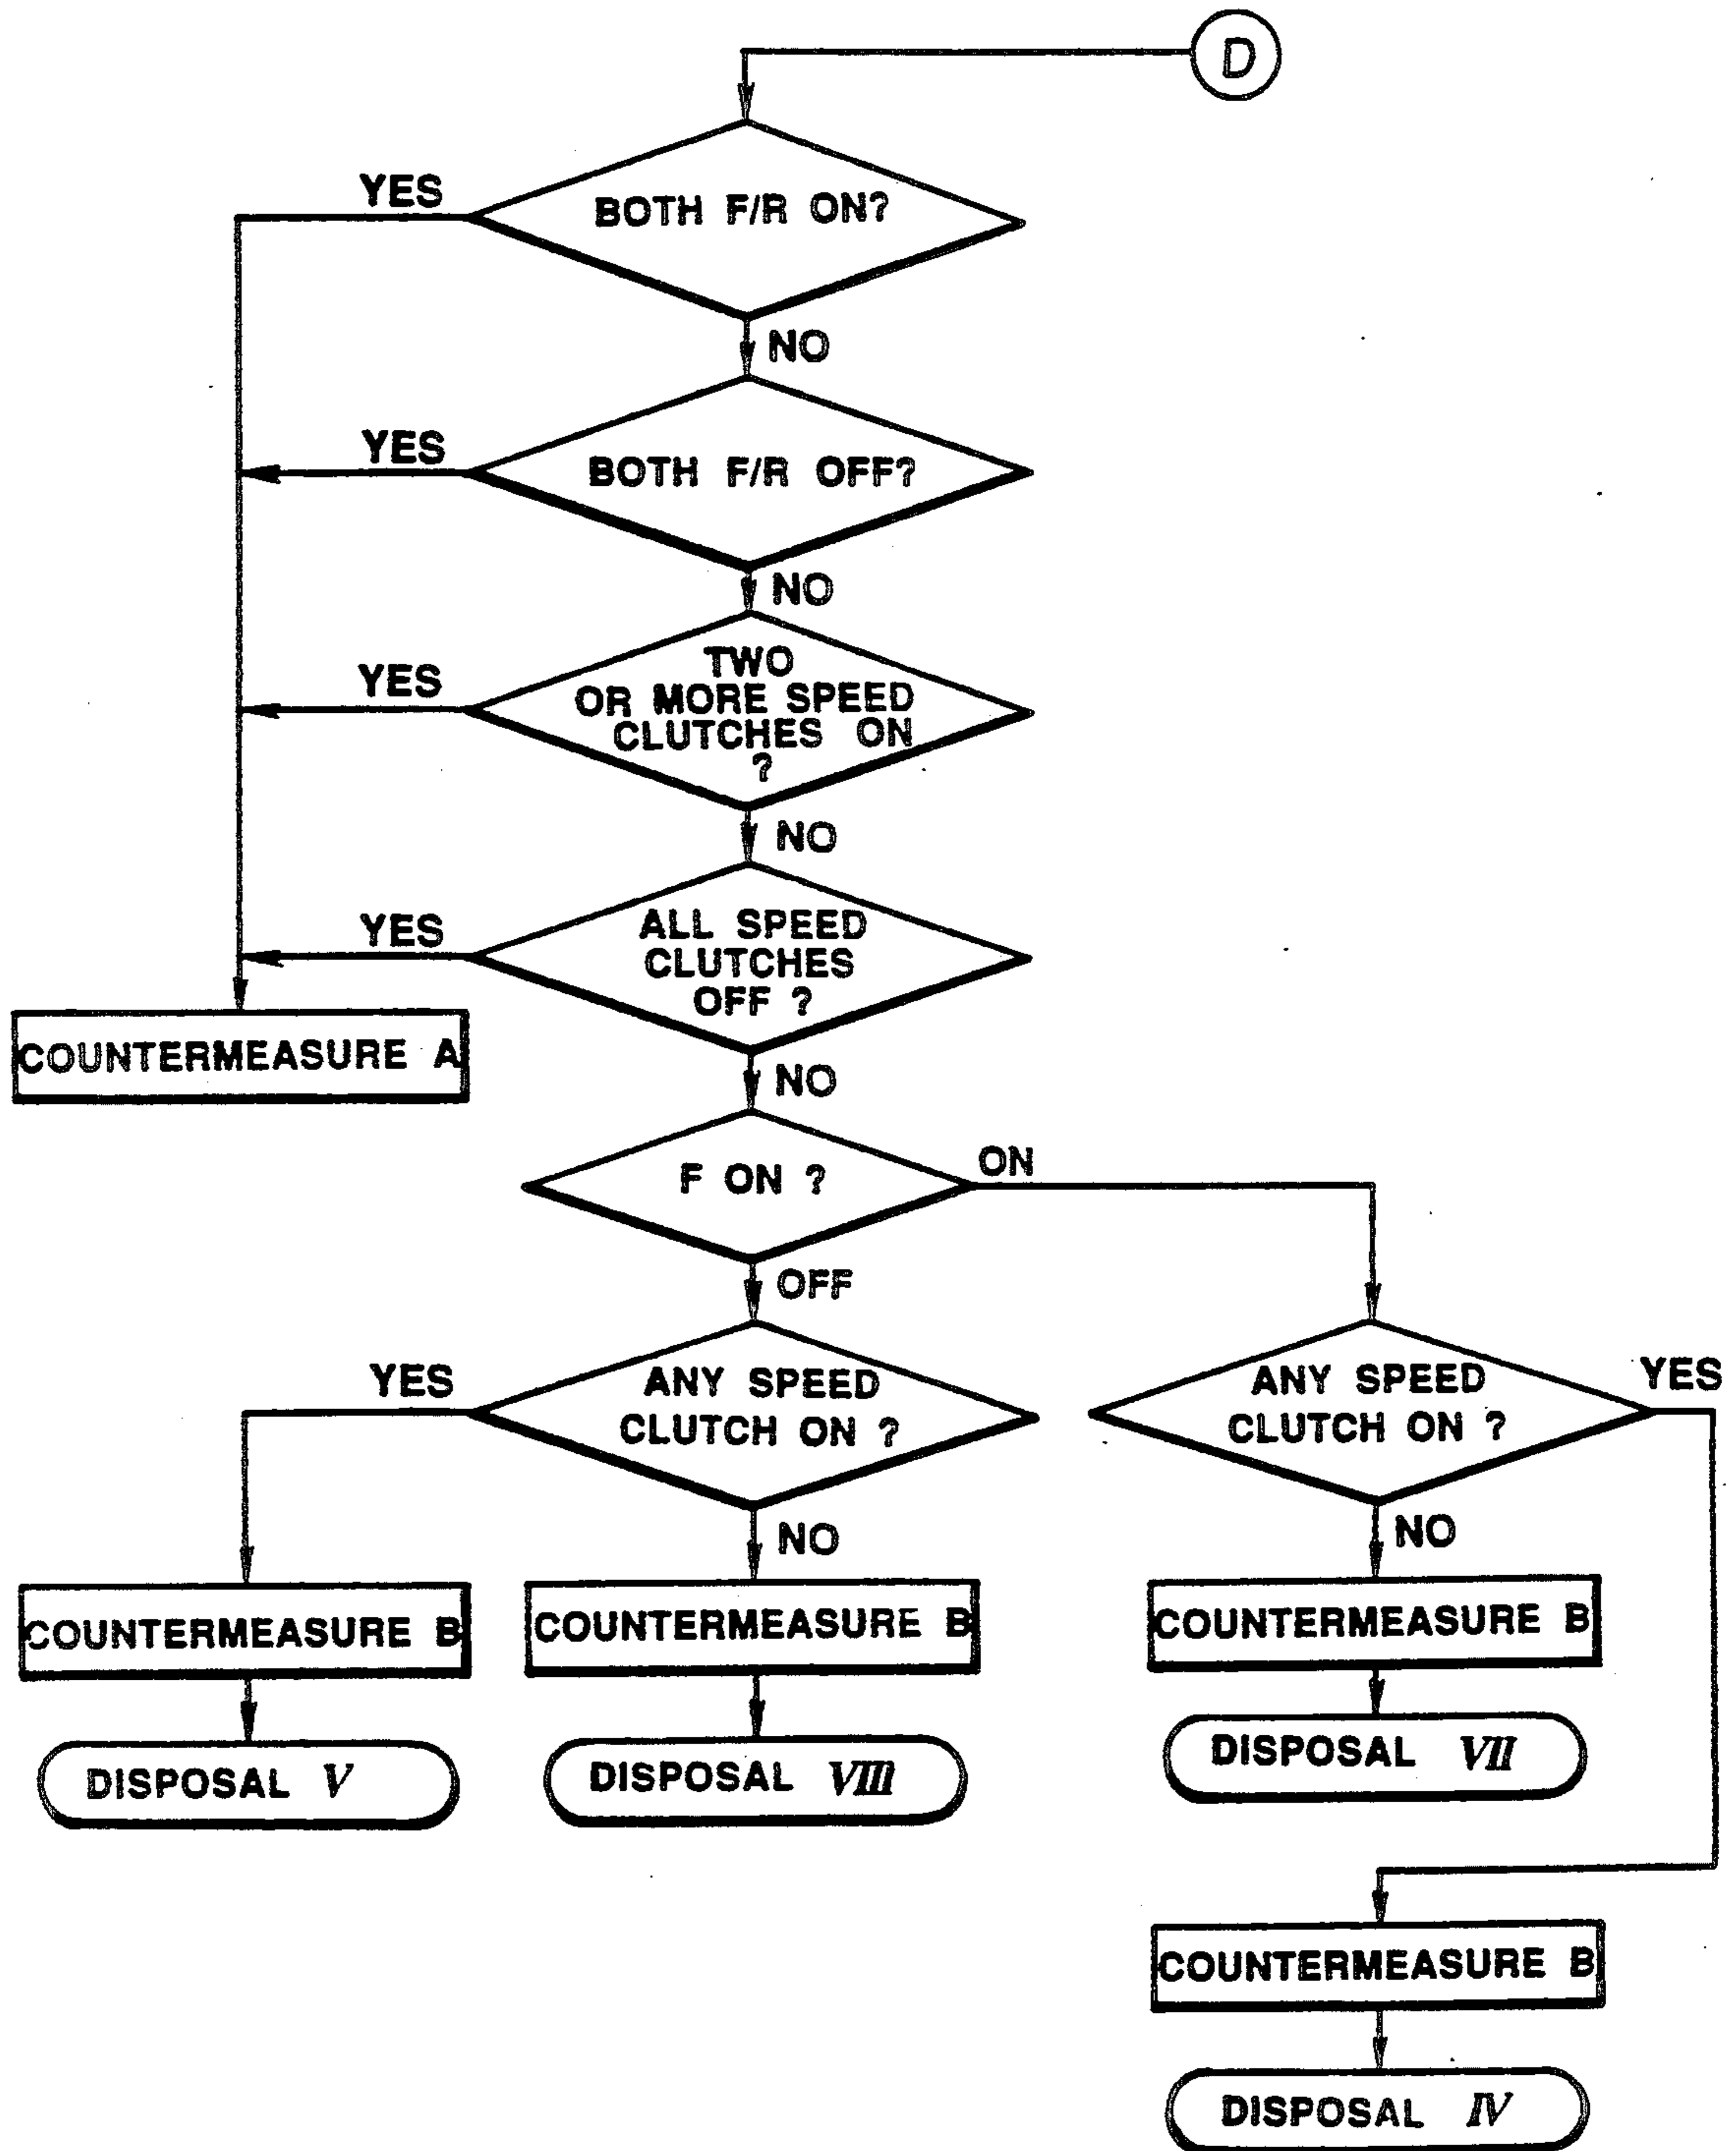 D
YES
BOTH F/R ON?
NO
YES
BOTH F/R OFF?
NO
YES
TWO
OR MORE SPEED
CLUTCHES ON
?
NO
YES
ALL SPEED
CLUTCHES
OFF ?
COUNTERMEASURE A
NO
F ON ?
ON
OFF
YES
ANY SPEED
CLUTCH ON ?
ANY SPEED
CLUTCH ON ?
YES
NO
NO
COUNTERMEASURE B
COUNTERMEASURE B
COUNTERMEASURE B
DISPOSAL V
DISPOSAL VIII
DISPOSAL VII
COUNTERMEASURE B
DISPOSAL IV